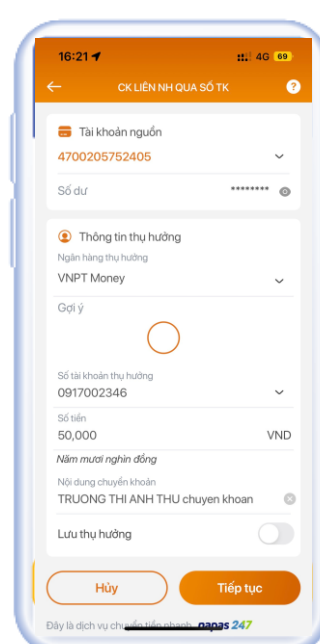 16:21 4G 69
CK LIÊN NH QUA SỐ TK ?
Tài khoản nguồn
4700205752405
Số dư ********
Thông tin thụ hưởng
Ngân hàng thụ hưởng
VNPT Money
Gợi ý
Số tài khoản thụ hưởng
0917002346
Số tiền
50,000 VND
Năm mươi nghìn đồng
Nội dung chuyển khoản
TRUONG THI ANH THU chuyen khoan
Lưu thụ hưởng
Hủy Tiếp tục
Đây là dịch vụ chuyển tiền nhanh napas 247